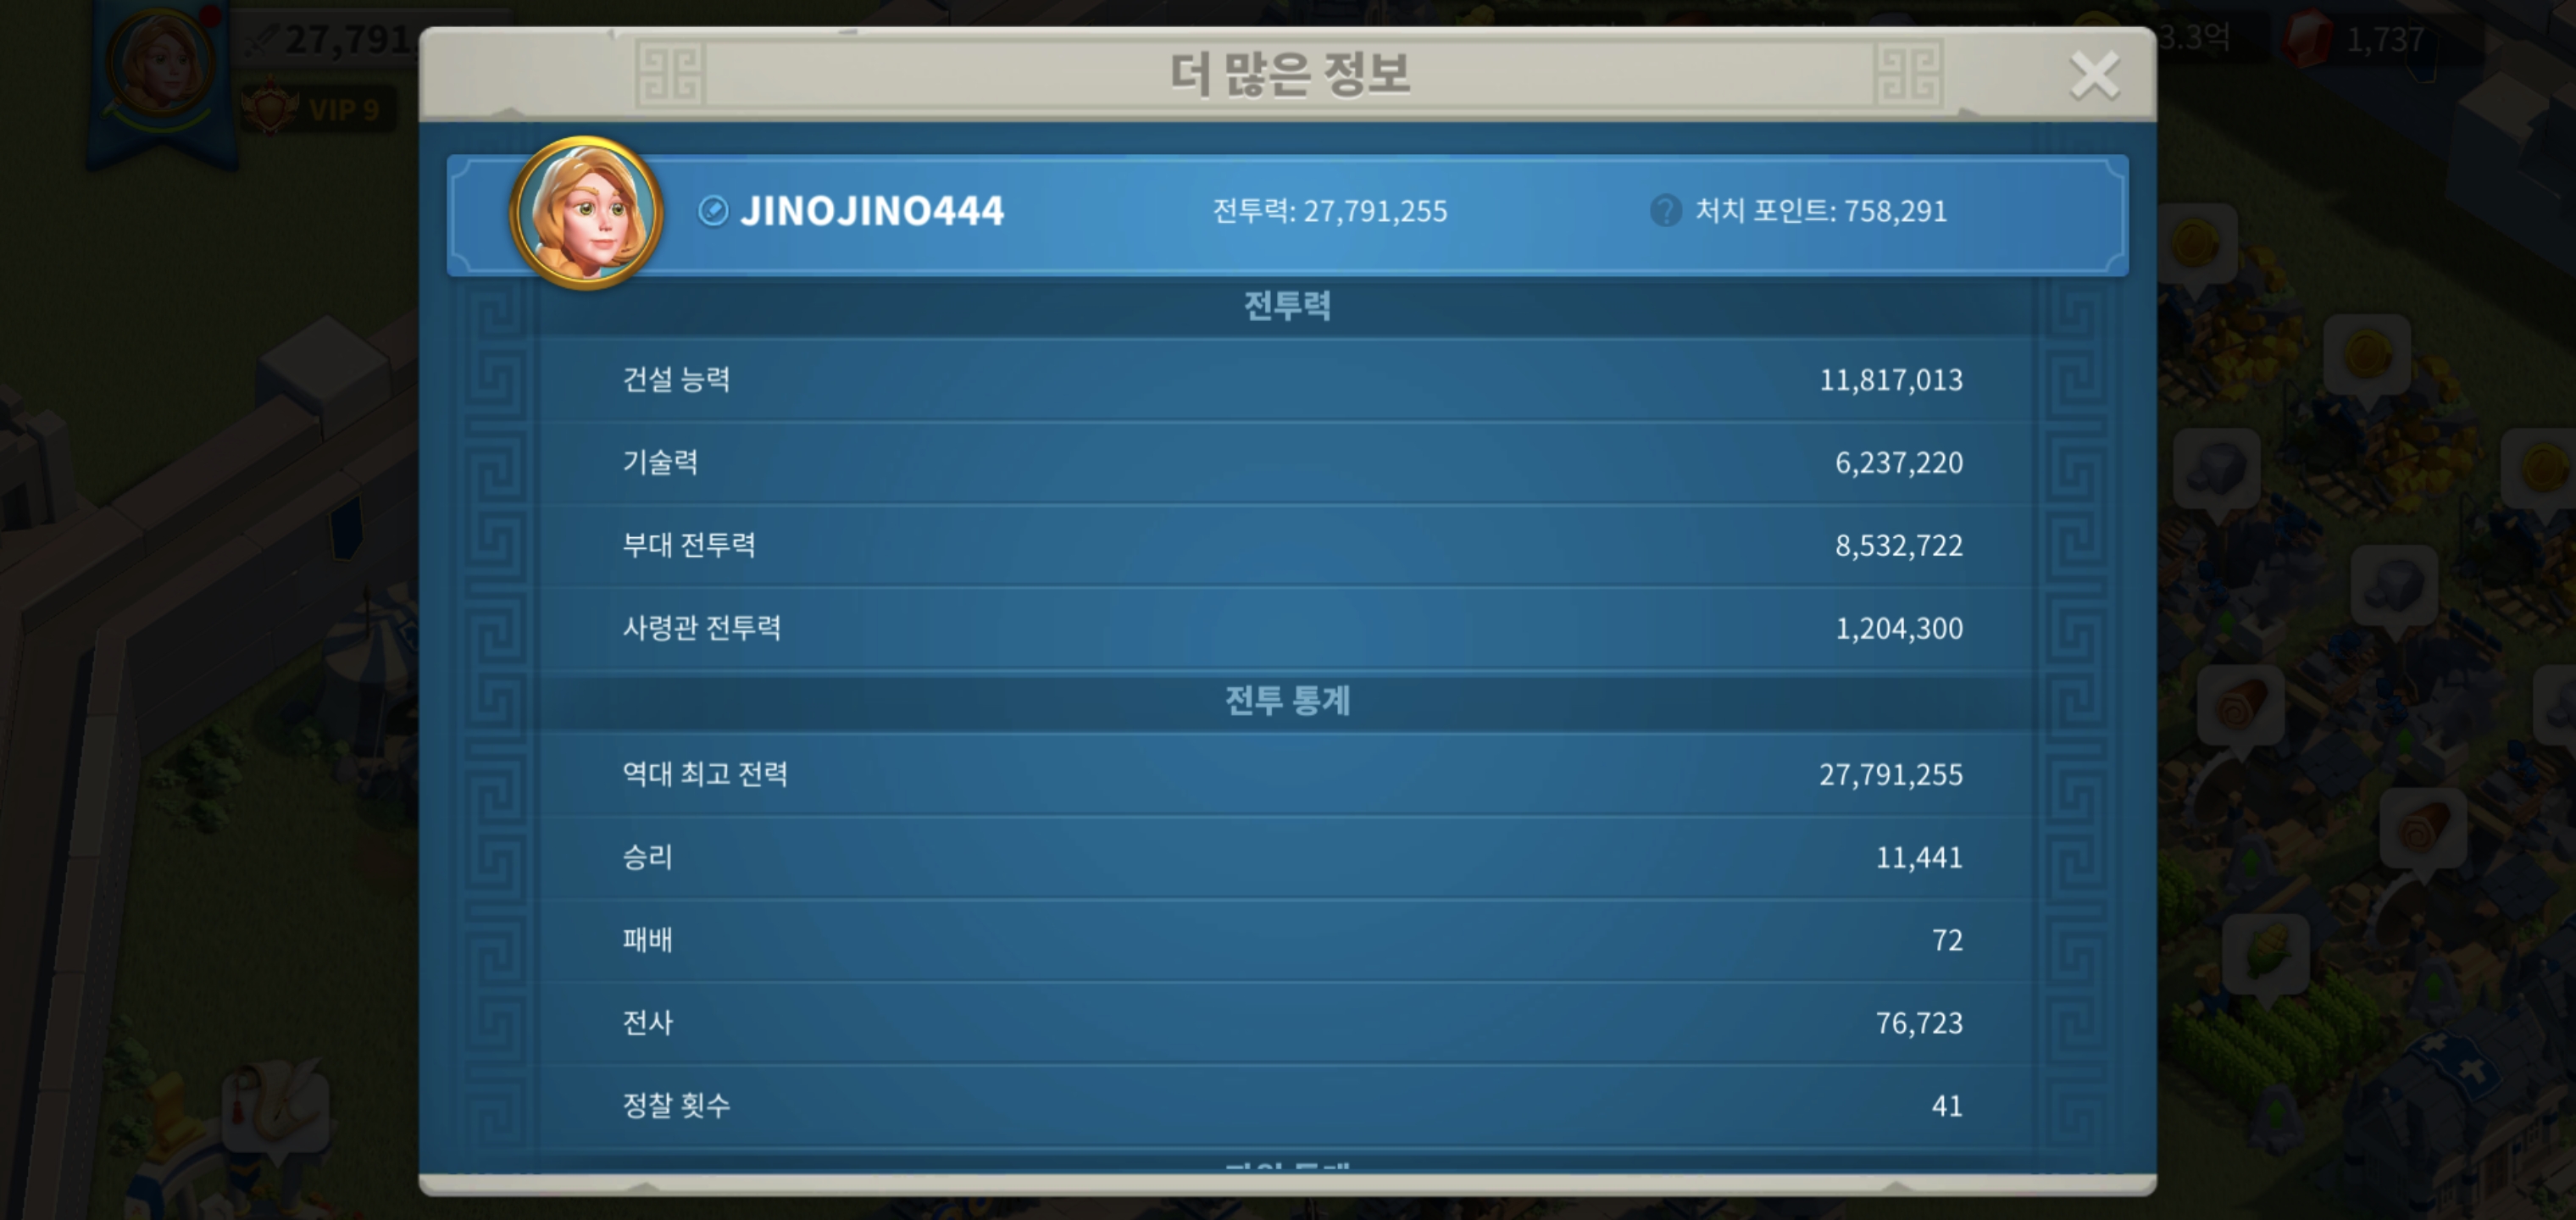 27,791,
VIP 9
3.3억
1,737
더 많은 정보
JINOJINO444
전투력: 27,791,255
처치 포인트: 758,291
전투력
건설 능력 11,817,013
기술력 6,237,220
부대 전투력 8,532,722
사령관 전투력 1,204,300
전투 통계
역대 최고 전력 27,791,255
승리 11,441
패배 72
전사 76,723
정찰 횟수 41